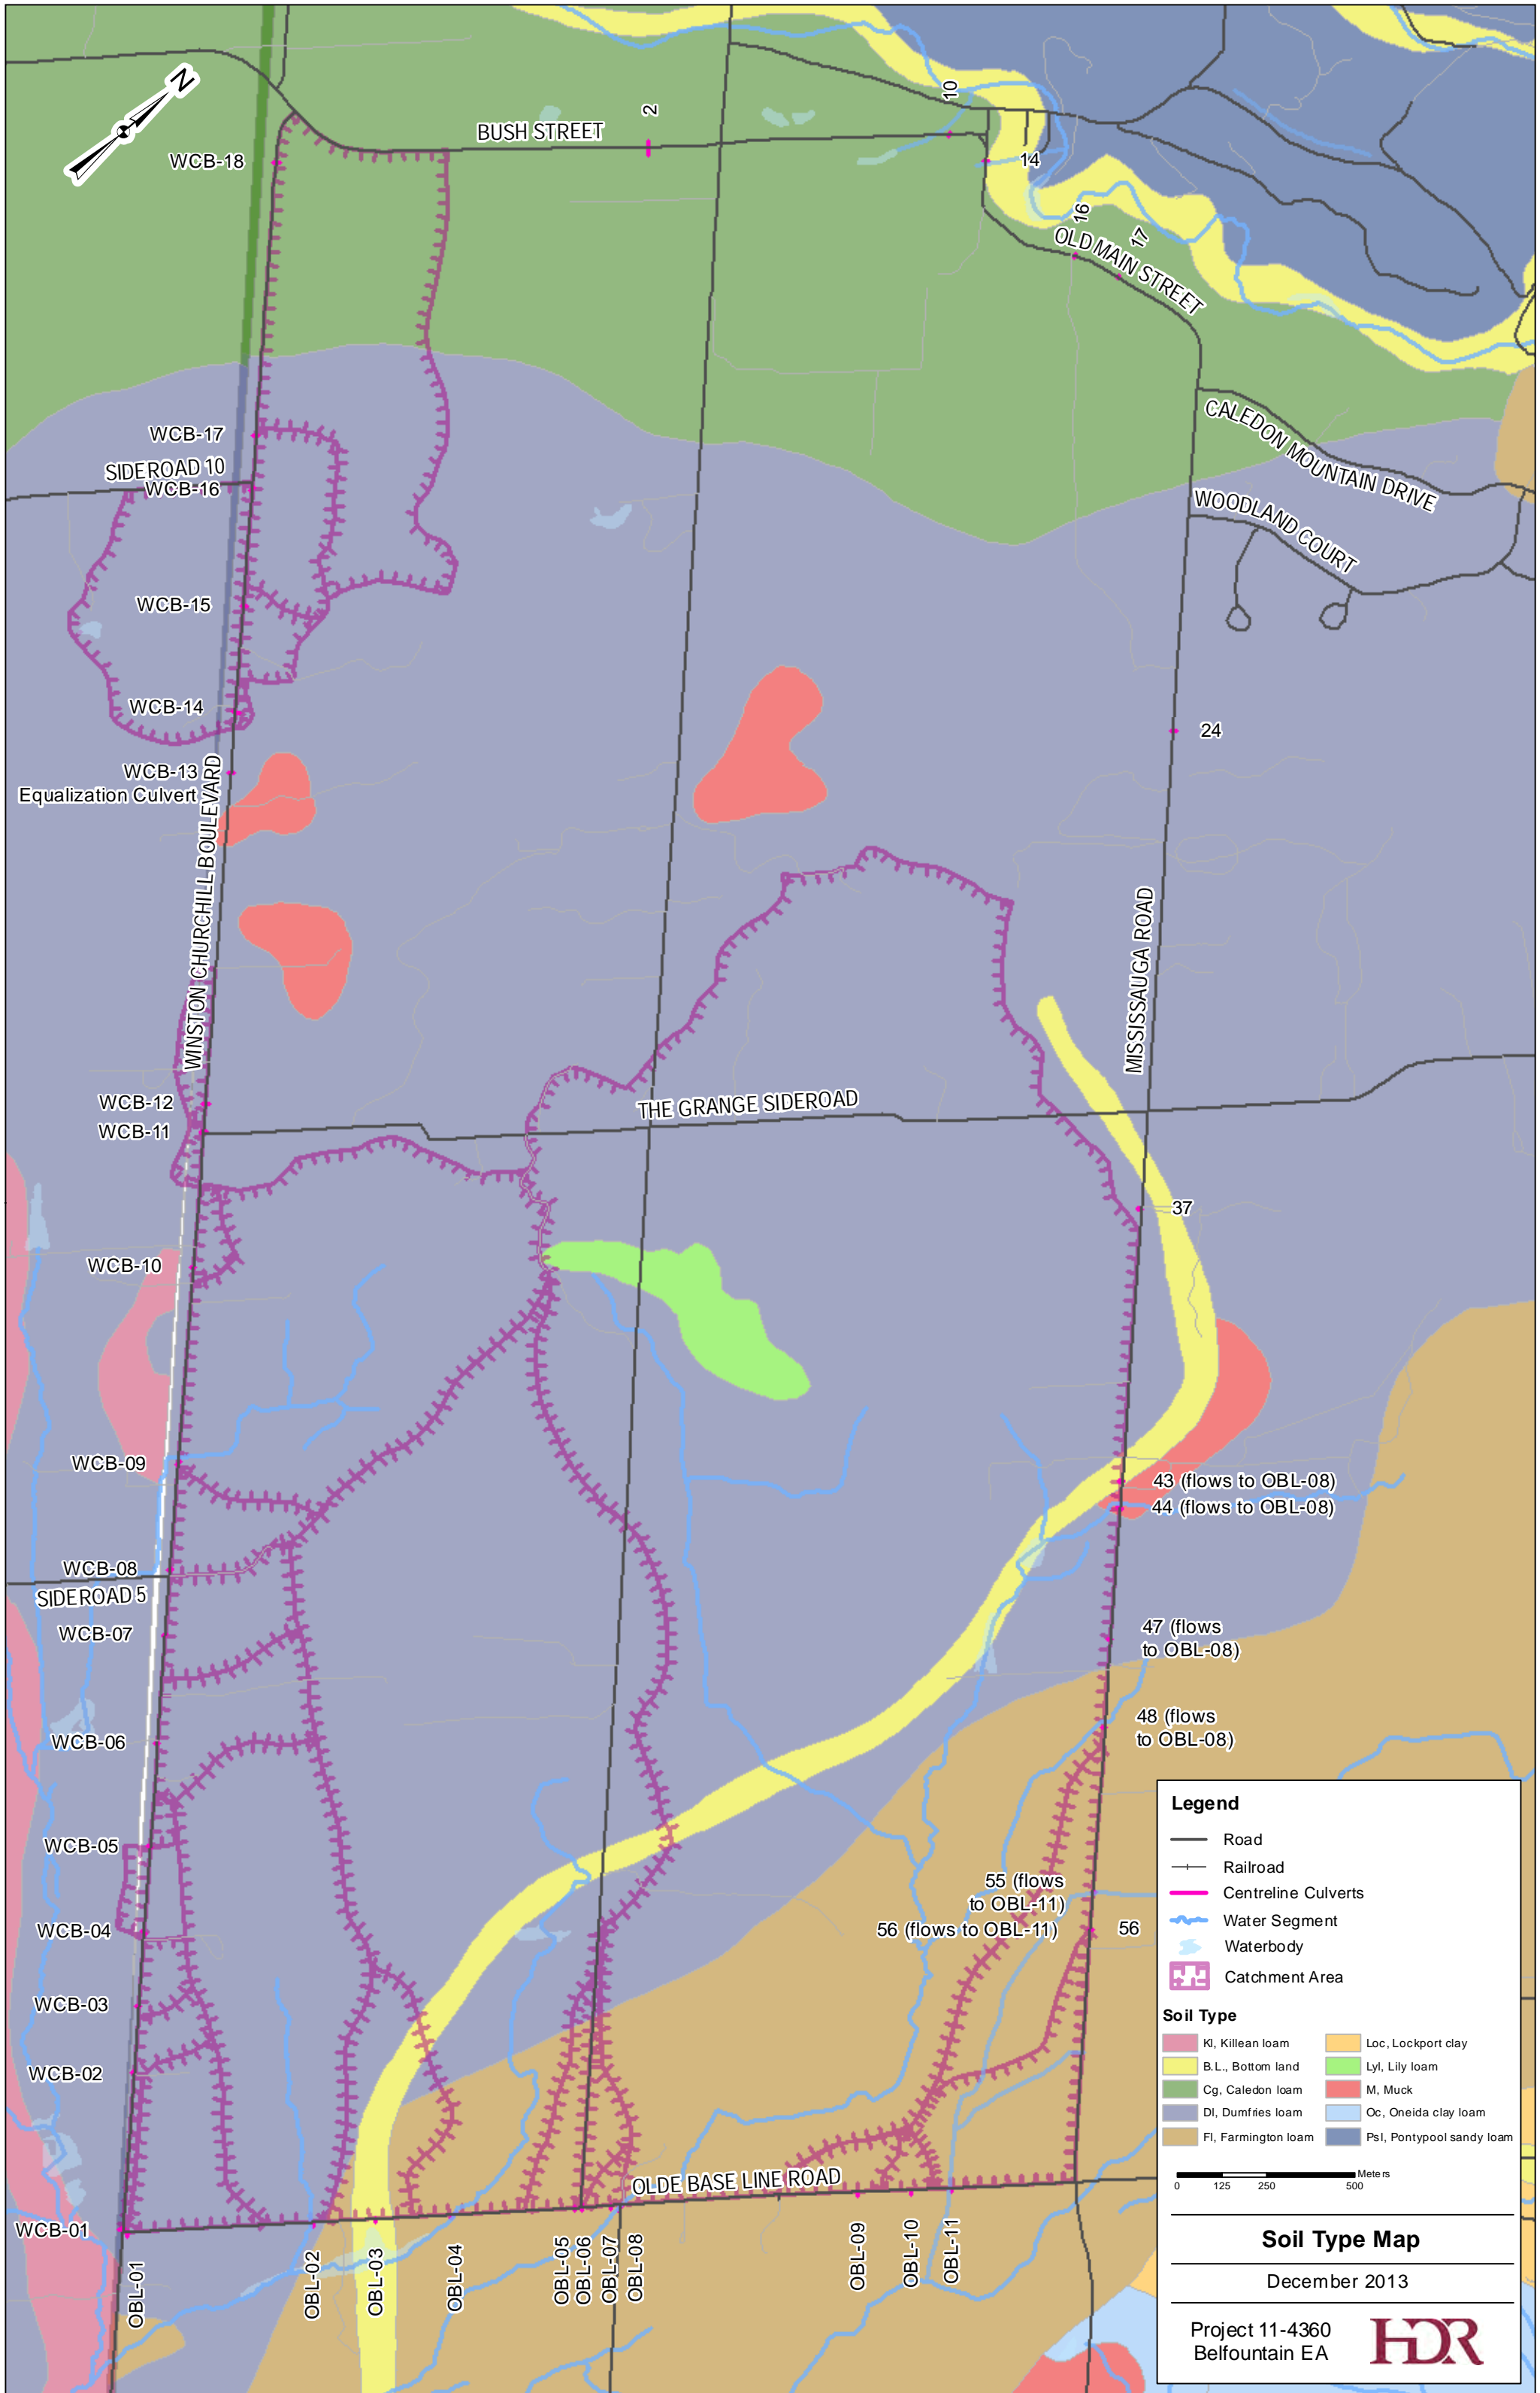 N
WCB-18
BUSH STREET
2
10
14
16
17
OLD MAIN STREET
WCB-17
SIDEROAD 10
WCB-16
CALEDON MOUNTAIN DRIVE
WOODLAND COURT
WCB-15
WCB-14
24
WCB-13
Equalization Culvert
WINSTON CHURCHILL BOULEVARD
MISSISSAUGA ROAD
WCB-12
WCB-11
THE GRANGE SIDEROAD
37
WCB-10
WCB-09
43 (flows to OBL-08)
44 (flows to OBL-08)
WCB-08
SIDEROAD 5
WCB-07
47 (flows
to OBL-08)
WCB-06
48 (flows
to OBL-08)
WCB-05
55 (flows
to OBL-11)
WCB-04
56 (flows to OBL-11)
56
WCB-03
WCB-02
OLDE BASE LINE ROAD
WCB-01
OBL-01
OBL-02
OBL-03
OBL-04
OBL-05
OBL-06
OBL-07
OBL-08
OBL-09
OBL-10
OBL-11
Legend
Road
Railroad
Centreline Culverts
Water Segment
Waterbody
Catchment Area
Soil Type
Kl, Killean loam
B.L., Bottom land
Cg, Caledon loam
Dl, Dumfries loam
Fl, Farmington loam
Loc, Lockport clay
Lyl, Lily loam
M, Muck
Oc, Oneida clay loam
Psl, Pontypool sandy loam
Meters
0 125 250 500
Soil Type Map
December 2013
Project 11-4360
Belfountain EA
HDR